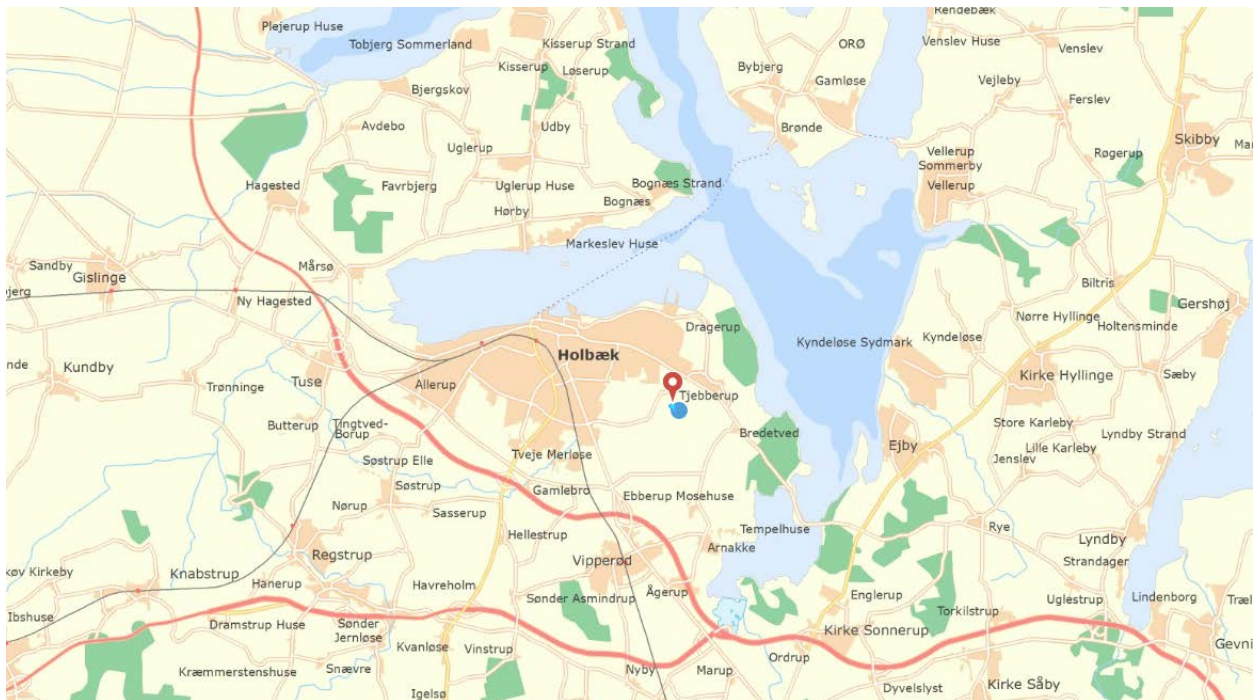 Plejerup Huse
Tobjerg Sommerland
Kisserup Strand
Kisserup
Løserup
Bjergskov
Avdebo
Udby
Uglerup
Hagested
Favrbjerg
Uglerup Huse
Hørby
Bognæs Strand
Bognæs
Markeslev Huse
ORØ
Bybjerg
Gamløse
Brønde
Rendebæk
Venslev Huse
Venslev
Vejleby
Ferslev
Skibby
Røgerup
Vellerup
Sommerby
Vellerup
Biltris
Gershøj
Nørre Hyllinge
Holtensminde
Kyndeløse Sydmark
Kyndeløse
Kirke Hyllinge
Sæby
Sandby
Gislinge
Mårsø
Ny Hagested
Kundby
Trønninge
Tuse
Allerup
Holbæk
Dragerup
Tjebberup
Bredetved
Butterup
Tingtved-
Borup
Søstrup Elle
Søstrup
Tveje Merløse
Nørup
Sasserup
Gamlebro
Ebberup Mosehuse
Hellestrup
Tempelhuse
Arnakke
Ejby
Store Karleby
Lille Karleby
Lyndby Strand
Jenslev
Rye
Lyndby
Strandager
Regstrup
Knabstrup
Hanerup
Havreholm
Vipperød
Ågerup
Sønder Asmindrup
Englerup
Torkilstrup
Uglestrup
Lindenborg
Ibshuse
Dramstrup Huse
Sønder
Jernløse
Kvanløse
Kirke Sonnerup
Kræmmerstenshuse
Snævre
Vinstrup
Nyby
Marup
Ordrup
Igelsø
Dyvelslyst
Kirke Såby